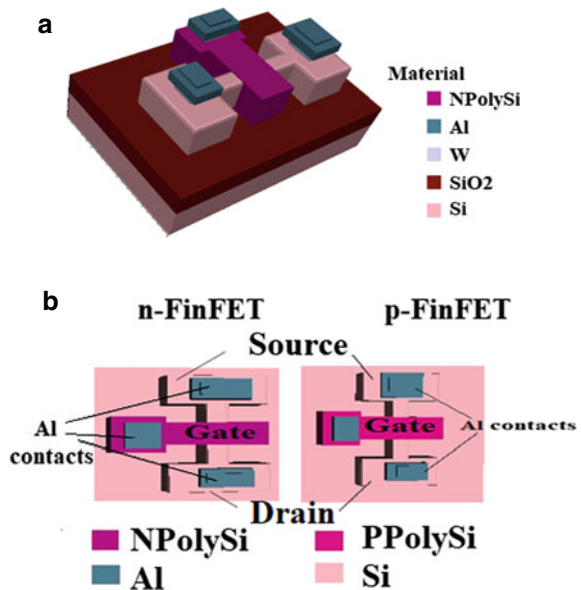 a
Material
NPolySi
Al
W
SiO2
Si
b
n-FinFET
p-FinFET
Source
Al
contacts
Gate
Gate
Al contacts
Drain
NPolySi
PPolySi
Al
Si